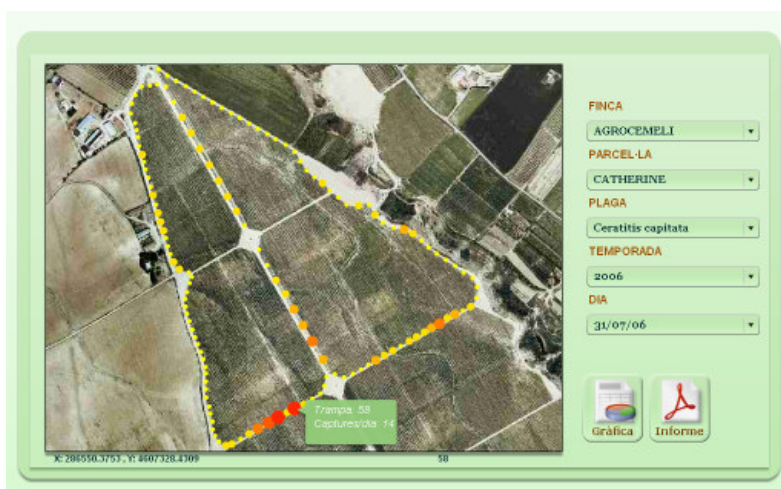 FINCA
AGROCEMELI
PARCEL·LA
CATHERINE
PLAGA
Ceratitis capitata
TEMPORADA
2006
DIA
31/07/06
Trampa: 58
Captures/dia: 14
Gràfica
Informe
X: 286550.3753 , Y: 4607328.4309
58